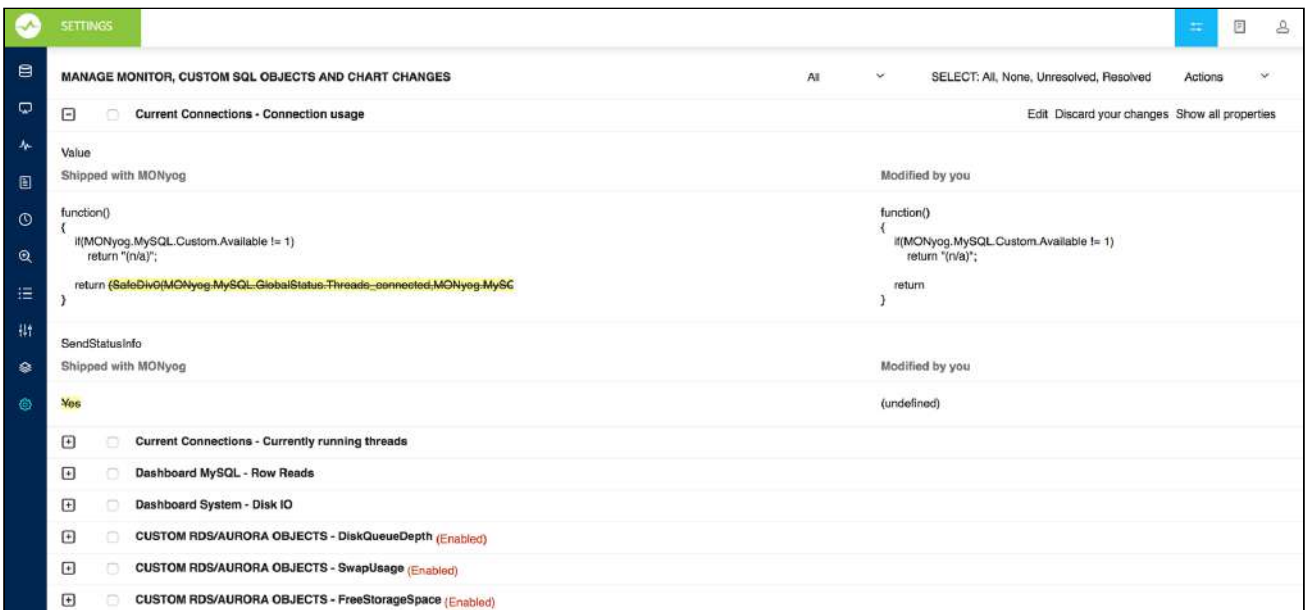 SETTINGS
MANAGE MONITOR, CUSTOM SQL OBJECTS AND CHART CHANGES All SELECT: All, None, Unresolved, Resolved Actions
Current Connections - Connection usage Edit Discard your changes Show all properties
Value
Shipped with MONyog Modified by you
function() function()
{ {
if(MONyog.MySQL.Custom.Available != 1) if(MONyog.MySQL.Custom.Available != 1)
return "(n/a)"; return "(n/a)";
return (SafeDiv0(MONyog.MySQL.GlobalStatus.Threads_connected,MONyog.MySC return
} }
SendStatusInfo
Shipped with MONyog Modified by you
Yes (undefined)
Current Connections - Currently running threads
Dashboard MySQL - Row Reads
Dashboard System - Disk IO
CUSTOM RDS/AURORA OBJECTS - DiskQueueDepth (Enabled)
CUSTOM RDS/AURORA OBJECTS - SwapUsage (Enabled)
CUSTOM RDS/AURORA OBJECTS - FreeStorageSpace (Enabled)